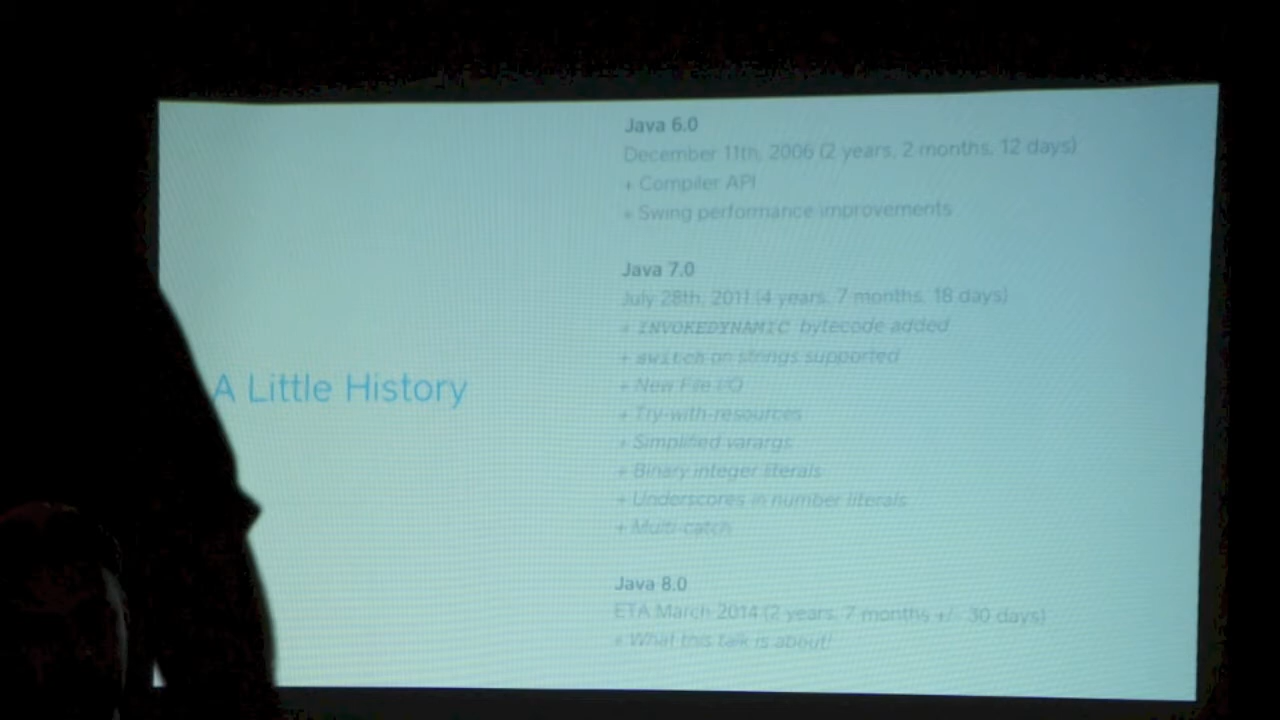 A Little History
Java 6.0
December 11th, 2006 (2 years, 2 months, 12 days)
+ Compiler API
+ Swing performance improvements
Java 7.0
July 28th, 2011 (4 years, 7 months, 18 days)
+ INVOKEDYNAMIC bytecode added
+ switch on strings supported
+ New File I/O
+ Try-with-resources
+ Simplified varargs
+ Binary integer literals
+ Underscores in number literals
+ Multi-catch
Java 8.0
ETA March 2014 (2 years, 7 months +/- 30 days)
+ What this talk is about!